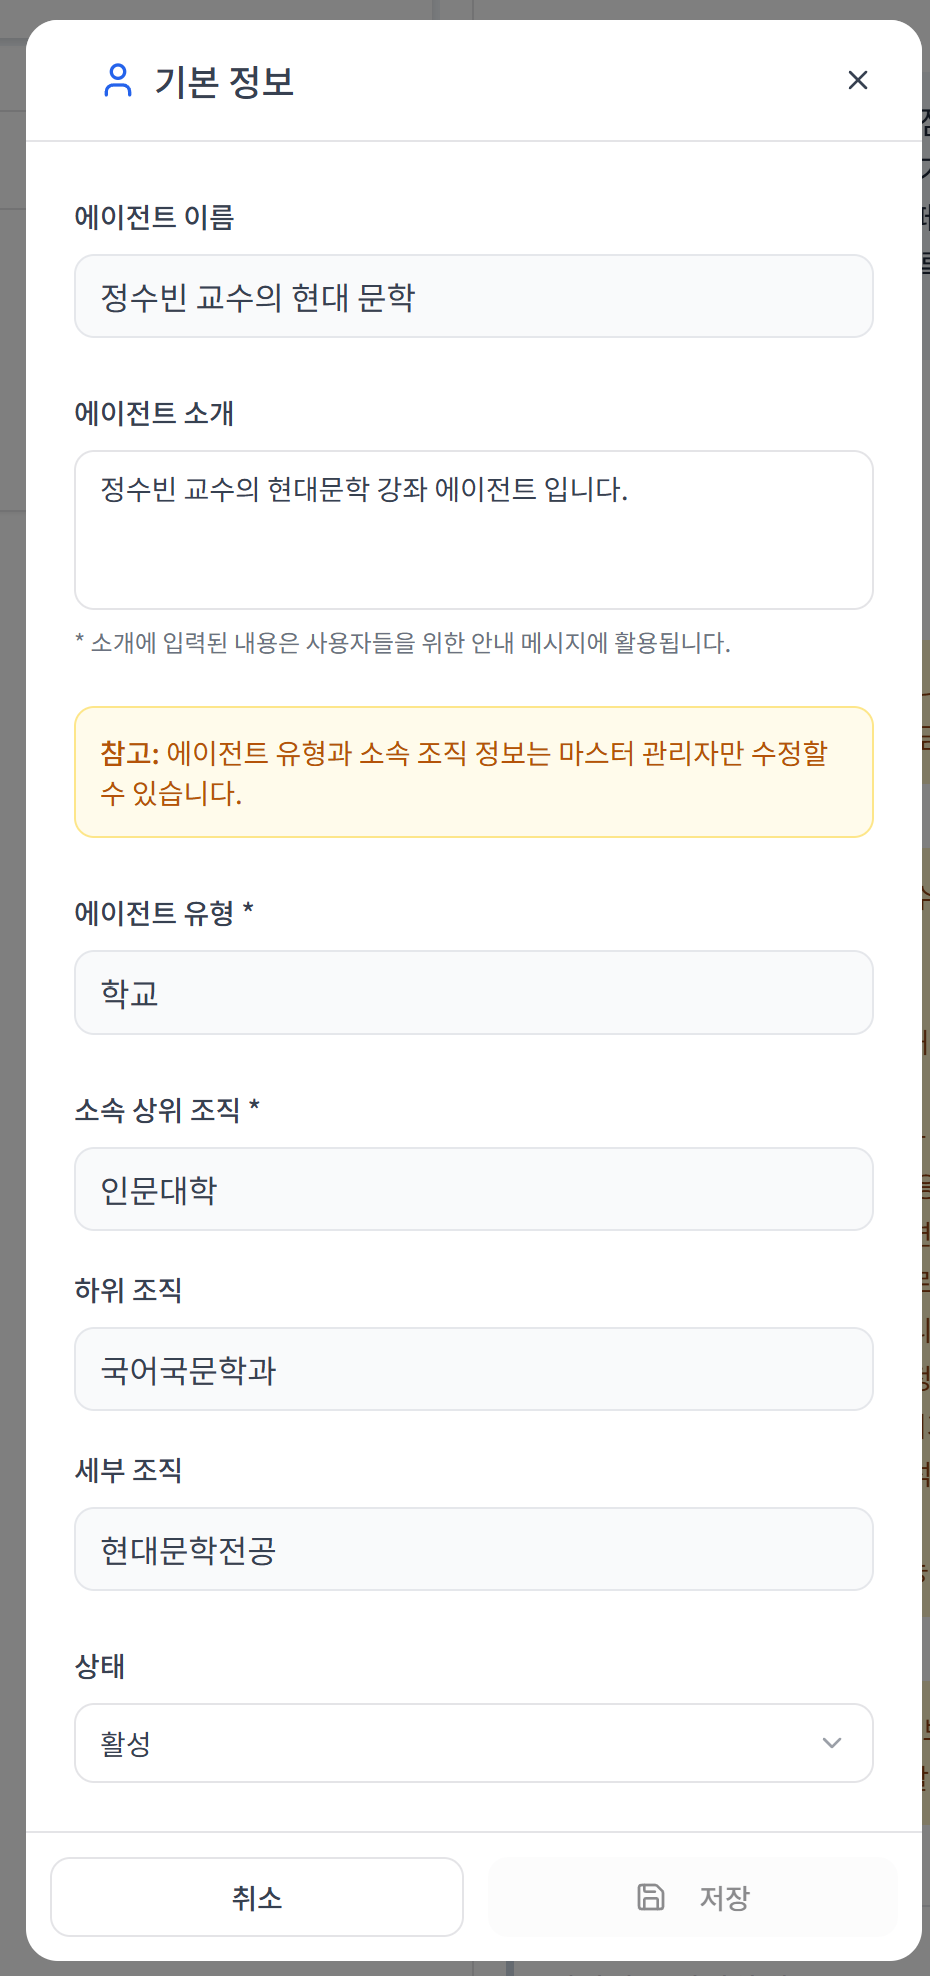 기본 정보
에이전트 이름
정수빈 교수의 현대 문학
에이전트 소개
정수빈 교수의 현대문학 강좌 에이전트 입니다.
* 소개에 입력된 내용은 사용자들을 위한 안내 메시지에 활용됩니다.
참고: 에이전트 유형과 소속 조직 정보는 마스터 관리자만 수정할
수 있습니다.
에이전트 유형 *
학교
소속 상위 조직 *
인문대학
하위 조직
국어국문학과
세부 조직
현대문학전공
상태
활성
취소
저장